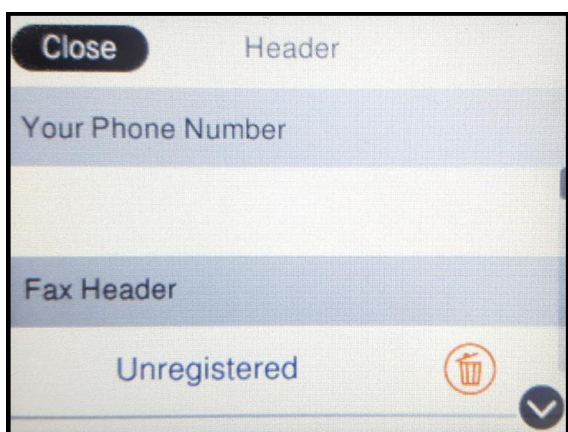 Close
Header
Your Phone Number
Fax Header
Unregistered